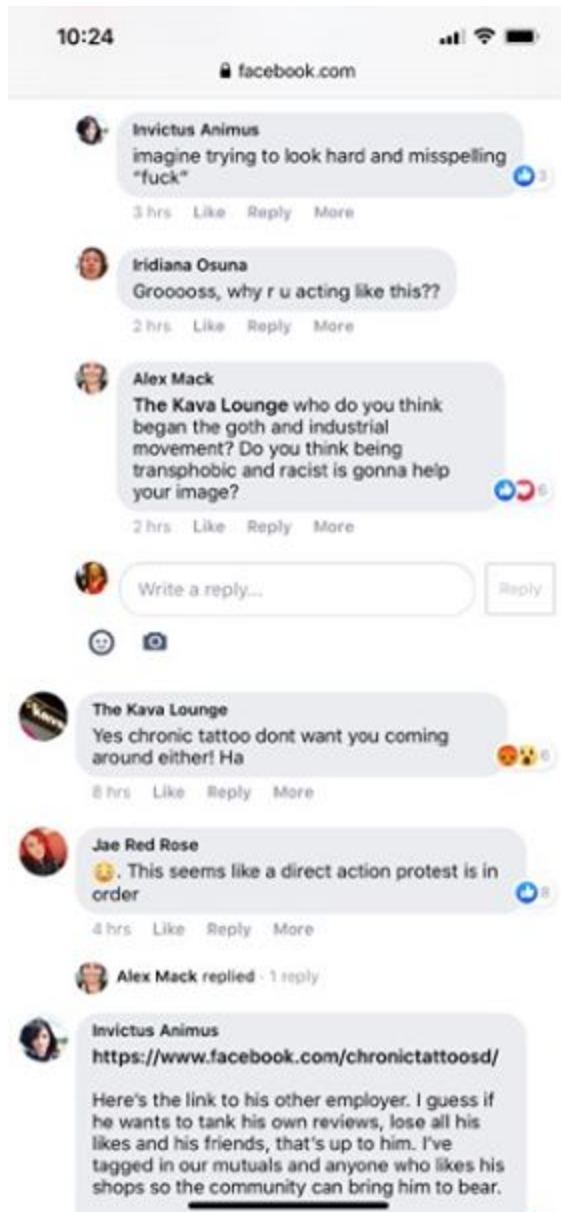 10:24
facebook.com
Invictus Animus
imagine trying to look hard and misspelling
"fuck"
3
3 hrs Like Reply More
Iridiana Osuna
Grooooss, why r u acting like this??
2 hrs Like Reply More
Alex Mack
The Kava Lounge who do you think
began the goth and industrial
movement? Do you think being
transphobic and racist is gonna help
your image?
6
2 hrs Like Reply More
Write a reply...
Reply
The Kava Lounge
Yes chronic tattoo dont want you coming
around either! Ha
6
8 hrs Like Reply More
Jae Red Rose
. This seems like a direct action protest is in
order
8
4 hrs Like Reply More
Alex Mack replied · 1 reply
Invictus Animus
https://www.facebook.com/chronictattoosd/
Here's the link to his other employer. I guess if
he wants to tank his own reviews, lose all his
likes and his friends, that's up to him. I've
tagged in our mutuals and anyone who likes his
shops so the community can bring him to bear.